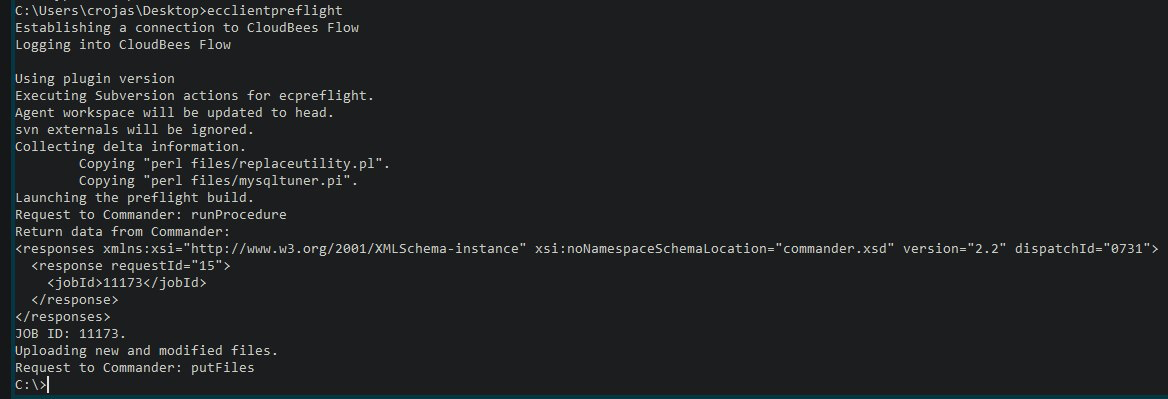 C:\Users\crojas\Desktop>ecclientpreflight
Establishing a connection to CloudBees Flow
Logging into CloudBees Flow
Using plugin version
Executing Subversion actions for ecpreflight.
Agent workspace will be updated to head.
svn externals will be ignored.
Collecting delta information.
Copying "perl files/replaceutility.pl".
Copying "perl files/mysqltuner.pi".
Launching the preflight build.
Request to Commander: runProcedure
Return data from Commander:
<responses xmlns:xsi="http://www.w3.org/2001/XMLSchema-instance" xsi:noNamespaceSchemaLocation="commander.xsd" version="2.2" dispatchId="0731">
<response requestId="15">
<jobId>11173</jobId>
</response>
</responses>
JOB ID: 11173.
Uploading new and modified files.
Request to Commander: putFiles
C:\>